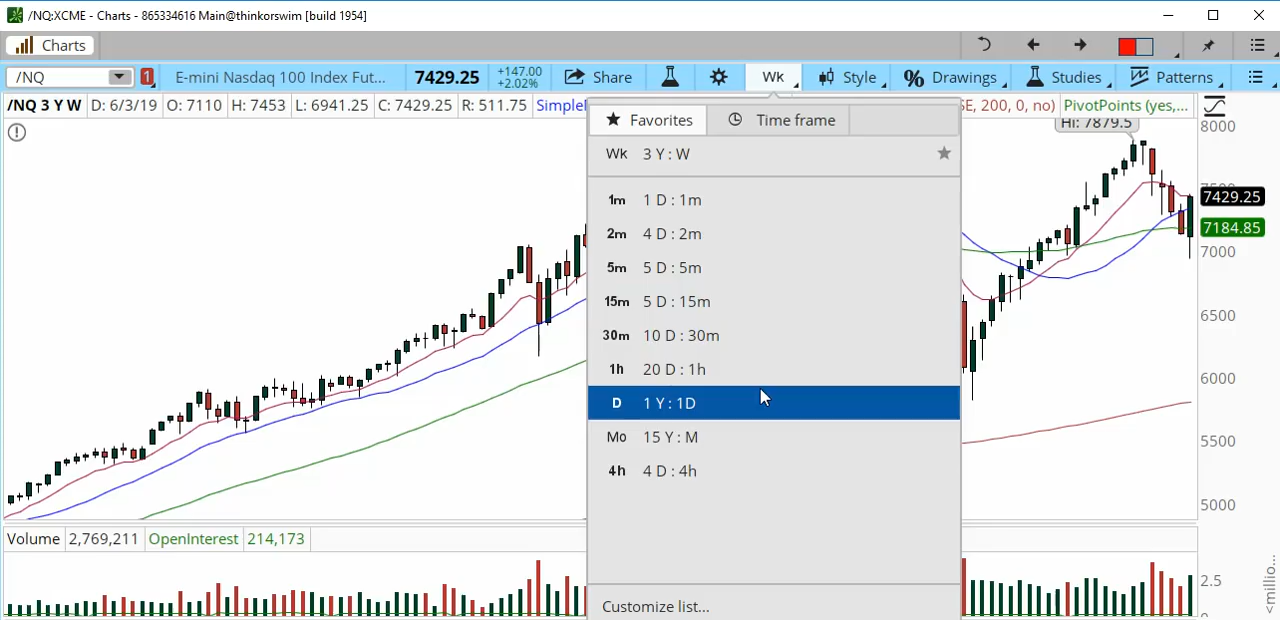 /NQ:XCME - Charts - 865334616 Main@thinkorswim [build 1954]
Charts
/NQ 1 E-mini Nasdaq 100 Index Fut... 7429.25 +147.00 +2.02% Share Wk Style Drawings Studies Patterns
/NQ 3 Y W D: 6/3/19 O: 7110 H: 7453 L: 6941.25 C: 7429.25 R: 511.75 SE, 200, 0, no) PivotPoints (yes,...
Favorites Time frame
Wk 3 Y : W
1m 1 D : 1m
2m 4 D : 2m
5m 5 D : 5m
15m 5 D : 15m
30m 10 D : 30m
1h 20 D : 1h
D 1 Y : 1D
Mo 15 Y : M
4h 4 D : 4h
Customize list...
Hi: 7879.5
8000
7429.25
7184.85
7000
6500
6000
5500
5000
Volume 2,769,211 OpenInterest 214,173
2.5
<millio...